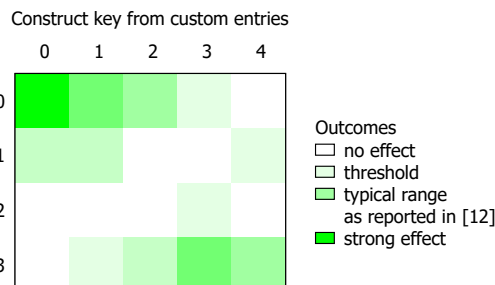 Construct key from custom entries
0 1 2 3 4
0
1
2
3
Outcomes
no effect
threshold
typical range
as reported in [12]
strong effect